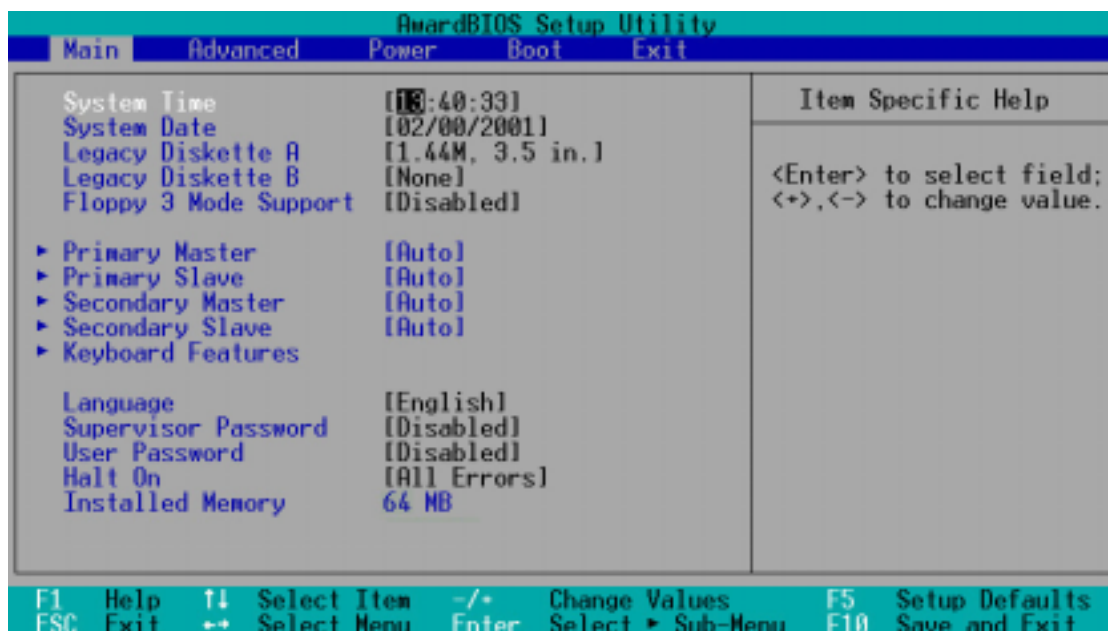 AwardBIOS Setup Utility
Main Advanced Power Boot Exit
System Time [13:40:33]
System Date [02/00/2001]
Legacy Diskette A [1.44M, 3.5 in.]
Legacy Diskette B [None]
Floppy 3 Mode Support [Disabled]
► Primary Master [Auto]
► Primary Slave [Auto]
► Secondary Master [Auto]
► Secondary Slave [Auto]
► Keyboard Features
Language [English]
Supervisor Password [Disabled]
User Password [Disabled]
Halt On [All Errors]
Installed Memory 64 MB
Item Specific Help
<Enter> to select field;
<+>,<-> to change value.
F1 Help ↑↓ Select Item -/+ Change Values F5 Setup Defaults
ESC Exit ←→ Select Menu Enter Select ► Sub-Menu F10 Save and Exit